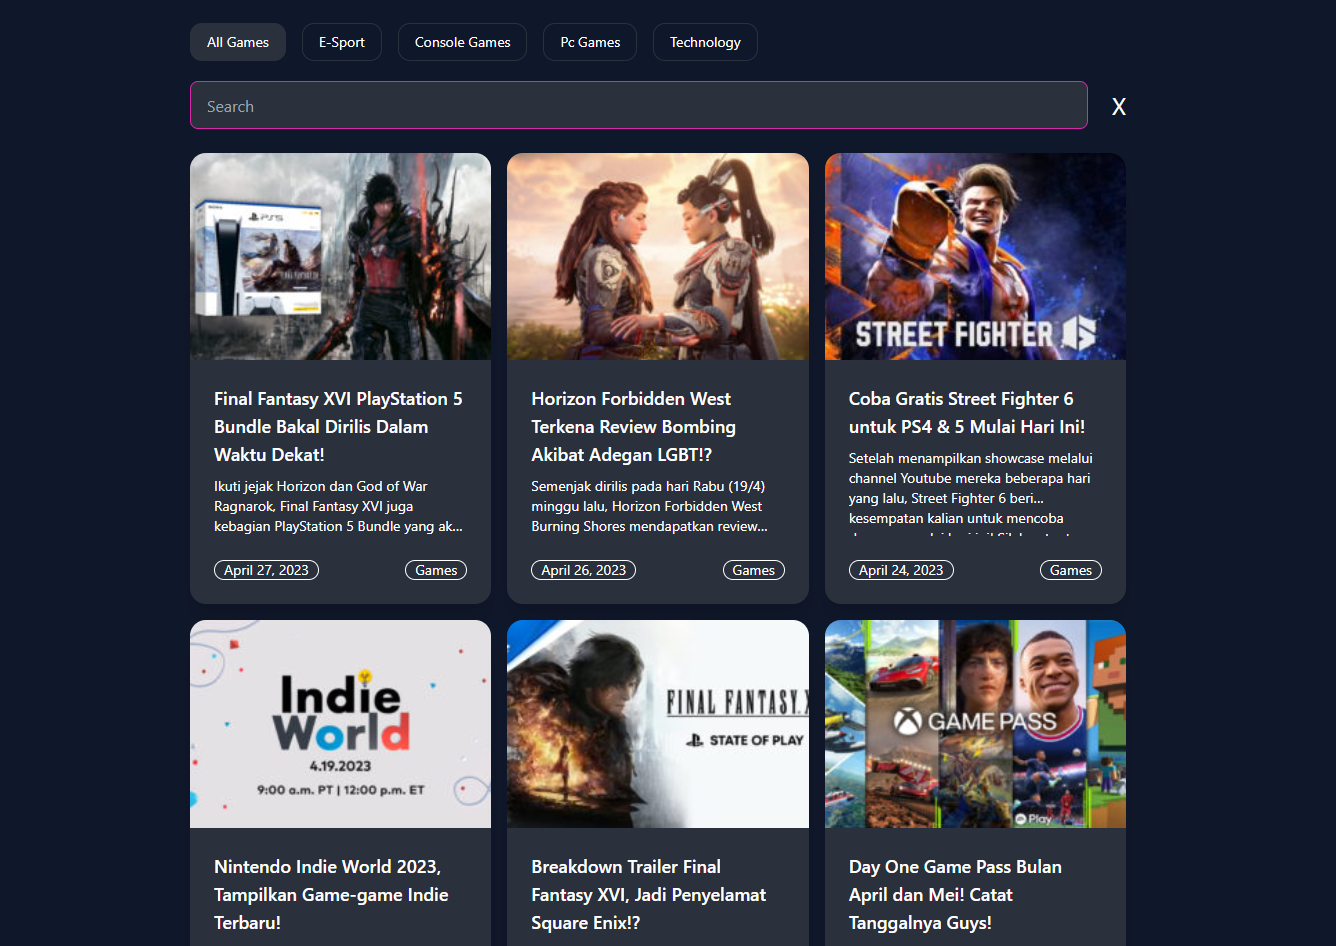 All Games
E-Sport
Console Games
Pc Games
Technology
Search
X
SONY
PS5
STREET FIGHTER 6
Final Fantasy XVI PlayStation 5
Bundle Bakal Dirilis Dalam
Waktu Dekat!
Ikuti jejak Horizon dan God of War
Ragnarok, Final Fantasy XVI juga
kebagian PlayStation 5 Bundle yang ak...
April 27, 2023
Games
Horizon Forbidden West
Terkena Review Bombing
Akibat Adegan LGBT!?
Semenjak dirilis pada hari Rabu (19/4)
minggu lalu, Horizon Forbidden West
Burning Shores mendapatkan review...
April 26, 2023
Games
Coba Gratis Street Fighter 6
untuk PS4 & 5 Mulai Hari Ini!
Setelah menampilkan showcase melalui
channel Youtube mereka beberapa hari
yang lalu, Street Fighter 6 beri...
kesempatan kalian untuk mencoba
April 24, 2023
Games
Indie
World
4.19.2023
9:00 a.m. PT | 12:00 p.m. ET
FINAL FANTASY X
STATE OF PLAY
GAME PASS
EA Play
Nintendo Indie World 2023,
Tampilkan Game-game Indie
Terbaru!
Breakdown Trailer Final
Fantasy XVI, Jadi Penyelamat
Square Enix!?
Day One Game Pass Bulan
April dan Mei! Catat
Tanggalnya Guys!